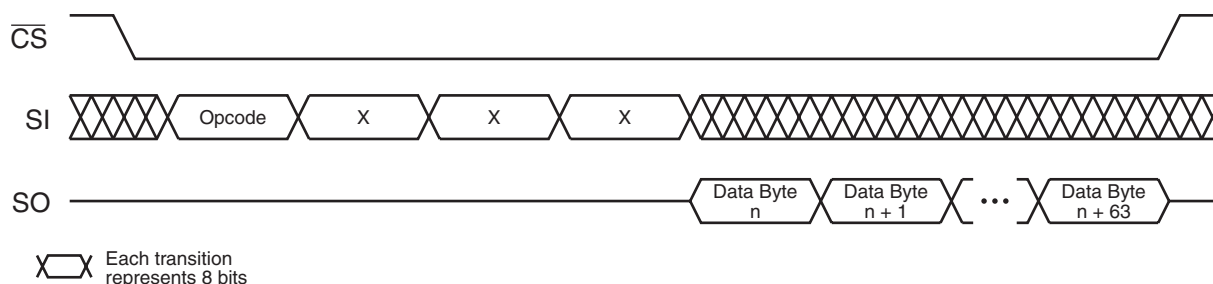 CS
SI Opcode X X X
SO Data Byte n Data Byte n + 1 ••• Data Byte n + 63
Each transition
represents 8 bits